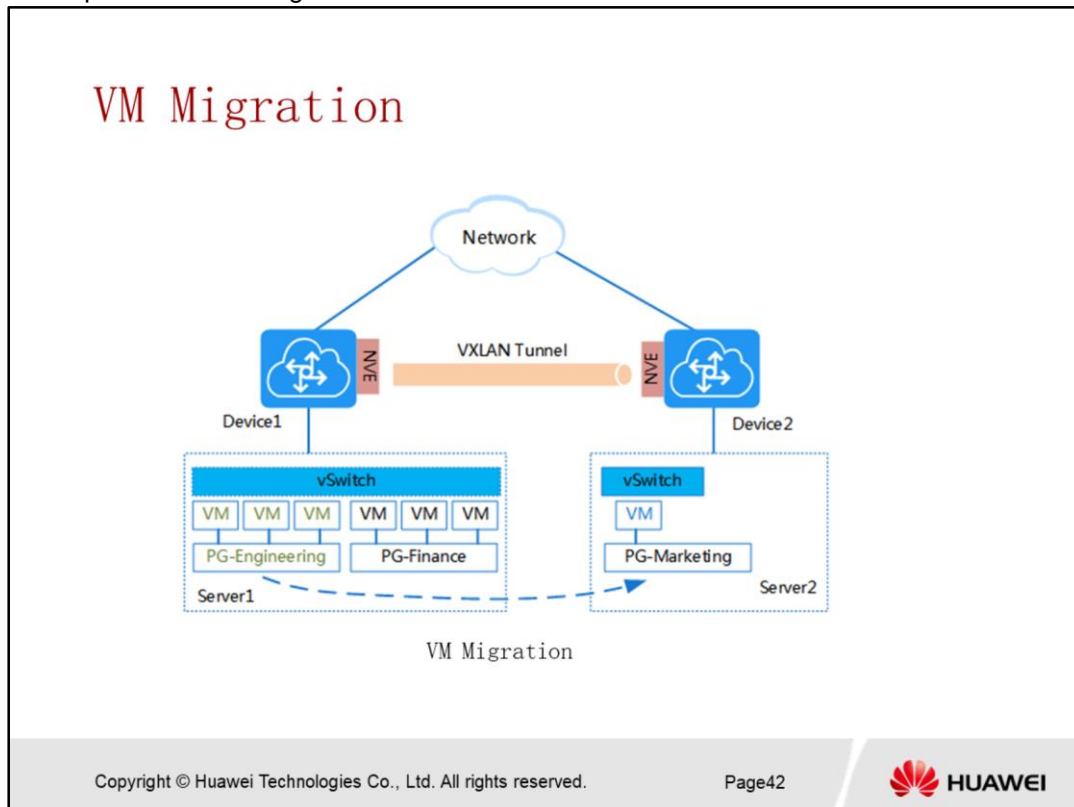 VM Migration
Network
NVE
VXLAN Tunnel
NVE
Device1
Device2
vSwitch
vSwitch
VM VM VM VM VM VM
VM
PG-Engineering
PG-Finance
PG-Marketing
Server1
Server2
VM Migration
Copyright © Huawei Technologies Co., Ltd. All rights reserved.
Page42
HUAWEI